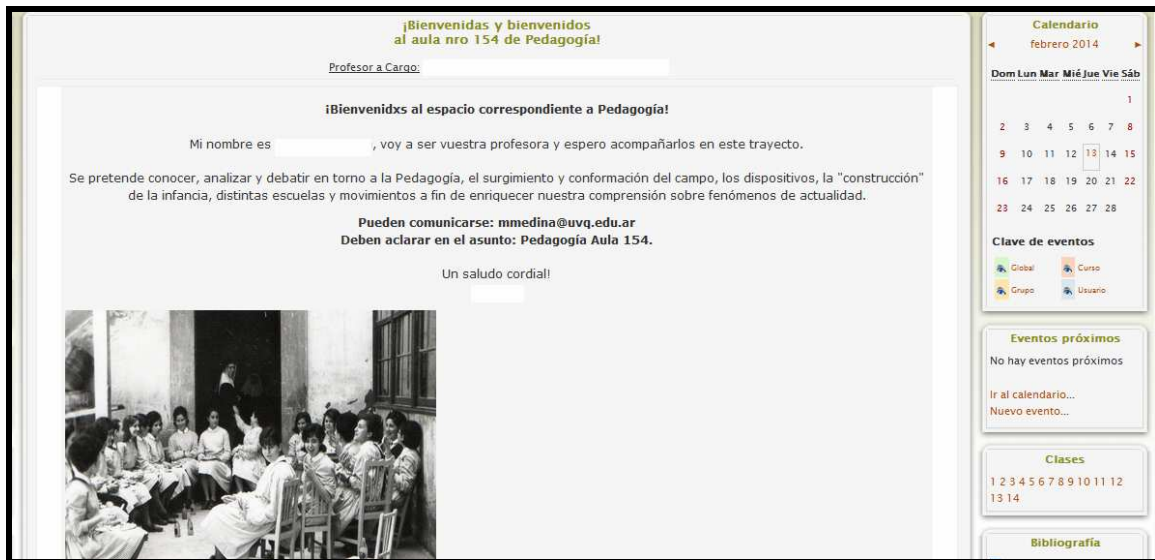 ¡Bienvenidas y bienvenidos
al aula nro 154 de Pedagogía!
Profesor a Cargo:
¡Bienvenidxs al espacio correspondiente a Pedagogía!
Mi nombre es , voy a ser vuestra profesora y espero acompañarlos en este trayecto.
Se pretende conocer, analizar y debatir en torno a la Pedagogía, el surgimiento y conformación del campo, los dispositivos, la "construcción"
de la infancia, distintas escuelas y movimientos a fin de enriquecer nuestra comprensión sobre fenómenos de actualidad.
Pueden comunicarse: mmedina@uvq.edu.ar
Deben aclarar en el asunto: Pedagogía Aula 154.
Un saludo cordial!
Calendario
◄ febrero 2014 ►
Dom Lun Mar Mié Jue Vie Sáb
1
2 3 4 5 6 7 8
9 10 11 12 13 14 15
16 17 18 19 20 21 22
23 24 25 26 27 28
Clave de eventos
Global Curso
Grupo Usuario
Eventos próximos
No hay eventos próximos
Ir al calendario...
Nuevo evento...
Clases
1 2 3 4 5 6 7 8 9 10 11 12
13 14
Bibliografía